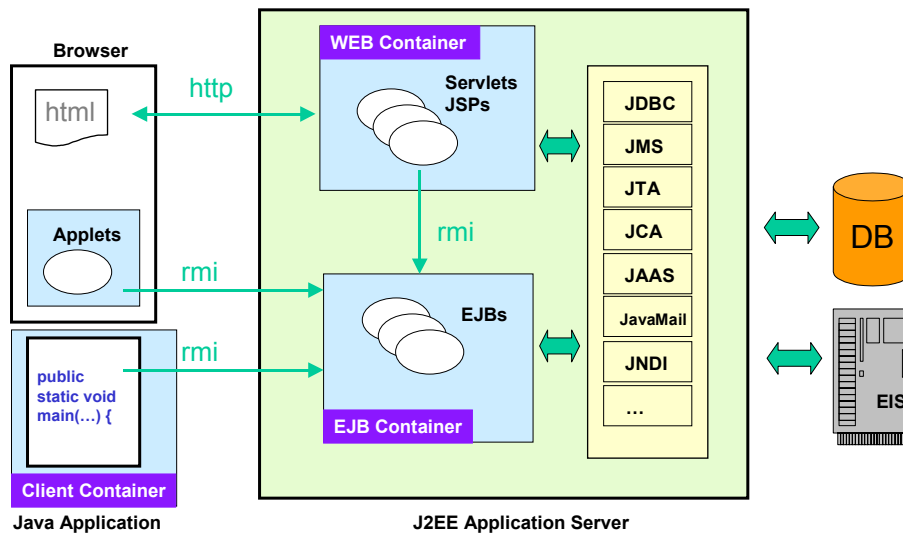 Browser
html
http
Applets
rmi
public
static void
main(…) {
rmi
Client Container
Java Application
WEB Container
Servlets
JSPs
rmi
EJBs
EJB Container
JDBC
JMS
JTA
JCA
JAAS
JavaMail
JNDI
…
J2EE Application Server
DB
EIS